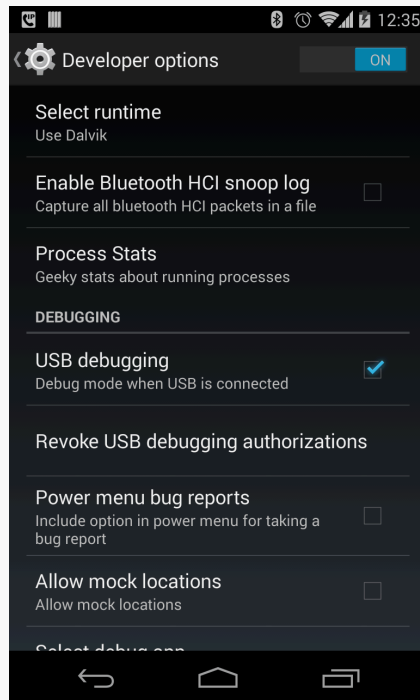 12:35
Developer options
ON
Select runtime
Use Dalvik
Enable Bluetooth HCI snoop log
Capture all bluetooth HCI packets in a file
Process Stats
Geeky stats about running processes
DEBUGGING
USB debugging
Debug mode when USB is connected
Revoke USB debugging authorizations
Power menu bug reports
Include option in power menu for taking a
bug report
Allow mock locations
Allow mock locations
Select debug app